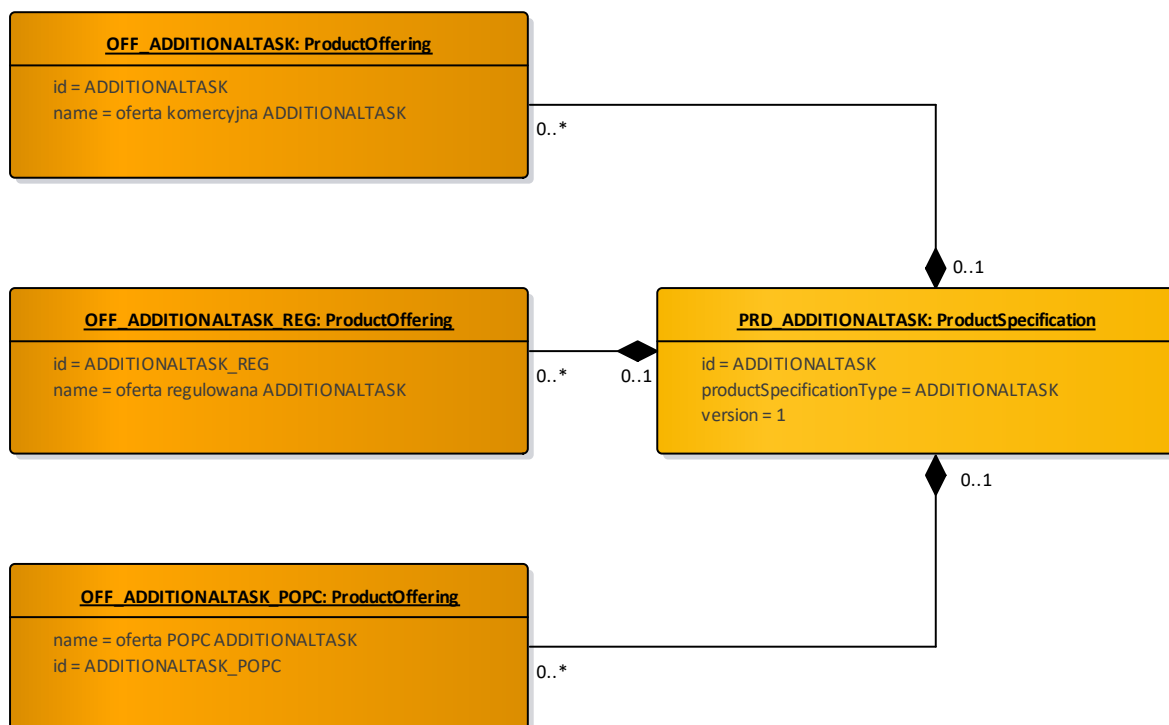 OFF_ADDITIONALTASK: ProductOffering
id = ADDITIONALTASK
name = oferta komercyjna ADDITIONALTASK
0..*
0..1
OFF_ADDITIONALTASK_REG: ProductOffering
id = ADDITIONALTASK_REG
name = oferta regulowana ADDITIONALTASK
0..*
0..1
PRD_ADDITIONALTASK: ProductSpecification
id = ADDITIONALTASK
productSpecificationType = ADDITIONALTASK
version = 1
0..1
OFF_ADDITIONALTASK_POPC: ProductOffering
name = oferta POPC ADDITIONALTASK
id = ADDITIONALTASK_POPC
0..*